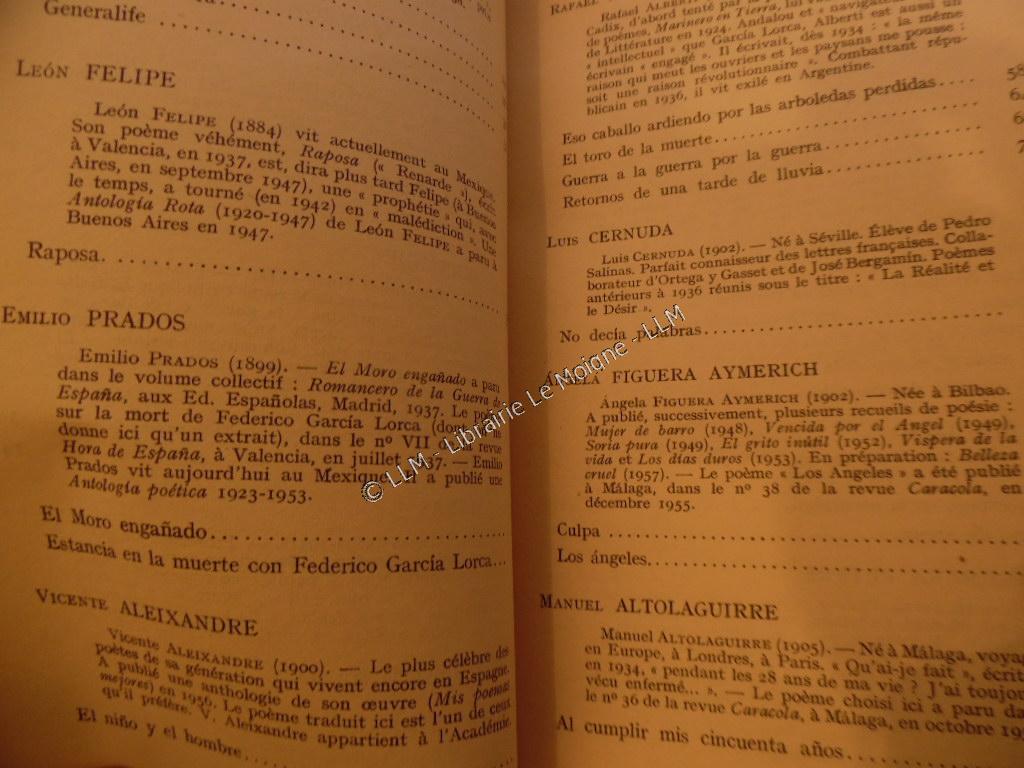 Generalife
León FELIPE
León FELIPE (1884) vit actuellement au Mexique.
Son poème véhément, Raposa (« Renarde »), écrit
à Valencia, en 1937, est, dira plus tard Felipe (à Buenos
Aires, en septembre 1947), une « prophétie » qui, avec
le temps, a tourné (en 1942) en « malédiction ». Une
Antología Rota (1920-1947) de León FELIPE a paru à
Buenos Aires en 1947.
Raposa.
EMILIO PRADOS
Emilio PRADOS (1899). — El Moro engañado a paru
dans le volume collectif : Romancero de la Guerra de
España, aux Ed. Españolas, Madrid, 1937. Le
sur la mort de Federico García Lorca
donne ici qu'un extrait), dans le nº VII de la revue
Hora de España, à Valencia, en juillet — Emilio
Prados vit aujourd'hui au Mexique. Il a publié une
Antología poética 1923-1953.
El Moro engañado
Estancia en la muerte con Federico García Lorca...
VICENTE ALEIXANDRE
Vicente ALEIXANDRE (1900). — Le plus célèbre des
poètes de sa génération qui vivent encore en Espagne.
A publié une anthologie de son œuvre (Mis poemas
mejores) en 1956. Le poème traduit ici est l'un de ceux
qu'il préfère. V. Aleixandre appartient à l'Académie.
El niño y el hombre
RAFAEL
Rafael
Cadix, d'abord tenté par la
de poèmes, Marinero en Tierra, lui
de Littérature en 1924. Andalou et « navigateur
« intellectuel » que García Lorca, Alberti est aussi un
écrivain « engagé ». Il écrivait, dès 1934 : « la même
raison qui meut les ouvriers et les paysans me pousse :
soit une raison révolutionnaire ». Combattant répu-
blicain en 1936, il vit exilé en Argentine.
Eso caballo ardiendo por las arboledas perdidas.... 58
El toro de la muerte
Guerra a la guerra por la guerra
Retornos de una tarde de lluvia
LUIS CERNUDA
Luis CERNUDA (1902). — Né à Séville. Élève de Pedro
Salinas. Parfait connaisseur des lettres françaises. Colla-
borateur d'Ortega y Gasset et de José Bergamín. Poèmes
antérieurs à 1936 réunis sous le titre : « La Réalité et
le Désir ».
No decía palabras
ÁNGELA FIGUERA AYMERICH
Ángela FIGUERA AYMERICH (1902). — Née à Bilbao.
A publié, successivement, plusieurs recueils de poésie :
Mujer de barro (1948), Vencida por el Angel (1949),
Soria pura (1949), El grito inútil (1952), Vispera de la
vida et Los días duros (1953). En préparation : Belleza
cruel (1957). — Le poème « Los Angeles » a été publié
à Málaga, dans le nº 38 de la revue Caracola, en
décembre 1955.
Culpa
Los ángeles
MANUEL ALTOLAGUIRRE
Manuel ALTOLAGUIRRE (1905). — Né à Málaga,
en Europe, à Londres, à Paris. « Qu'ai-je fait »,
en 1934, « pendant les 28 ans de ma vie ? J'ai
vécu enfermé... ». — Le poème choisi ici a paru
le nº 36 de la revue Caracola, à Málaga, en octobre
Al cumplir mis cincuenta años
© LLM - Librairie Le Moigne - LLM